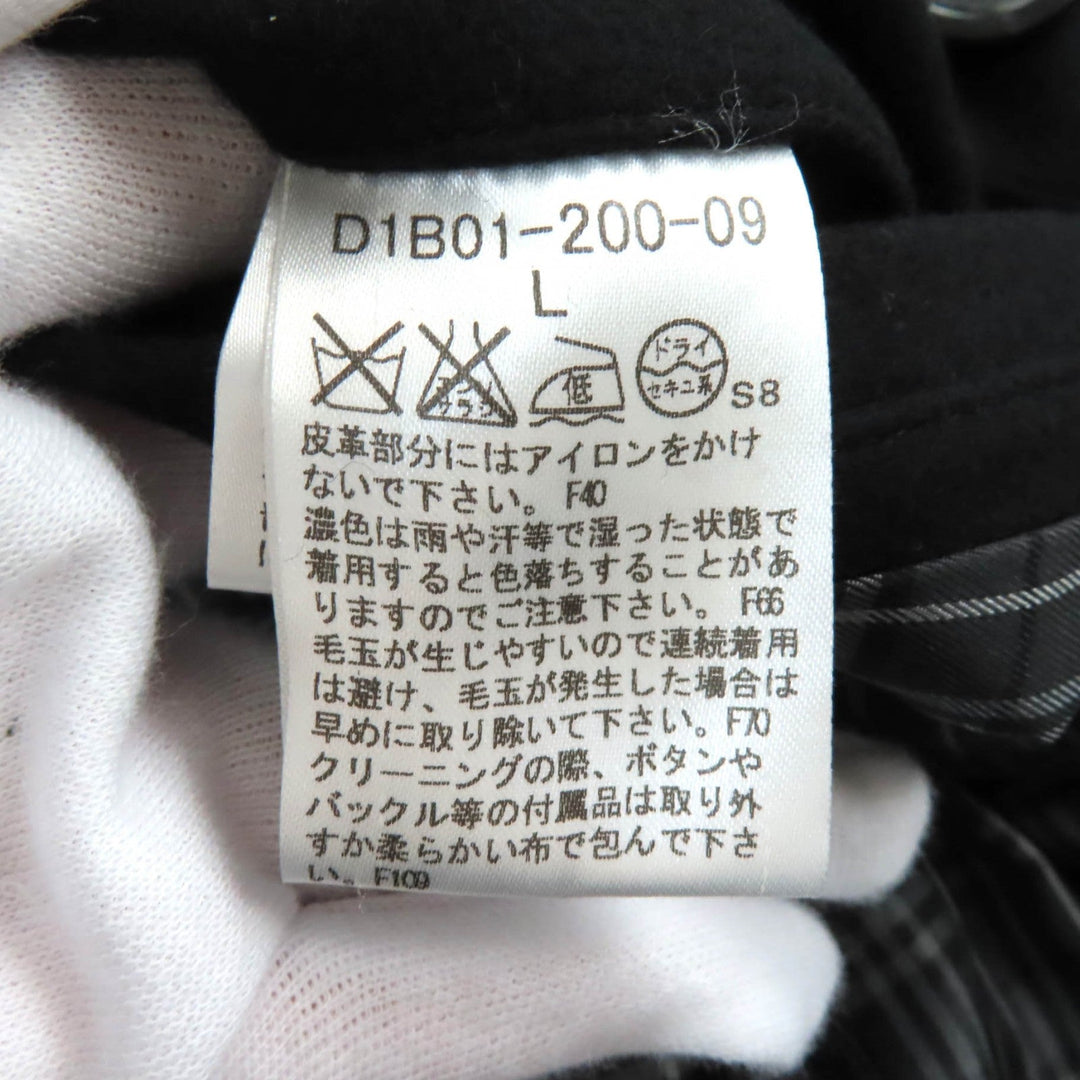 D1B01-200-09
L
エンソ
サラシ
低
ドライ
セキユ系
S8
皮革部分にはアイロンをかけ
ないで下さい。F40
濃色は雨や汗等で湿った状態で
着用すると色落ちすることがあ
りますのでご注意下さい。F66
毛玉が生じやすいので連続着用
は避け、毛玉が発生した場合は
早めに取り除いて下さい。F70
クリーニングの際、ボタンや
バックル等の付属品は取り外
すか柔らかい布で包んで下さ
い。F109